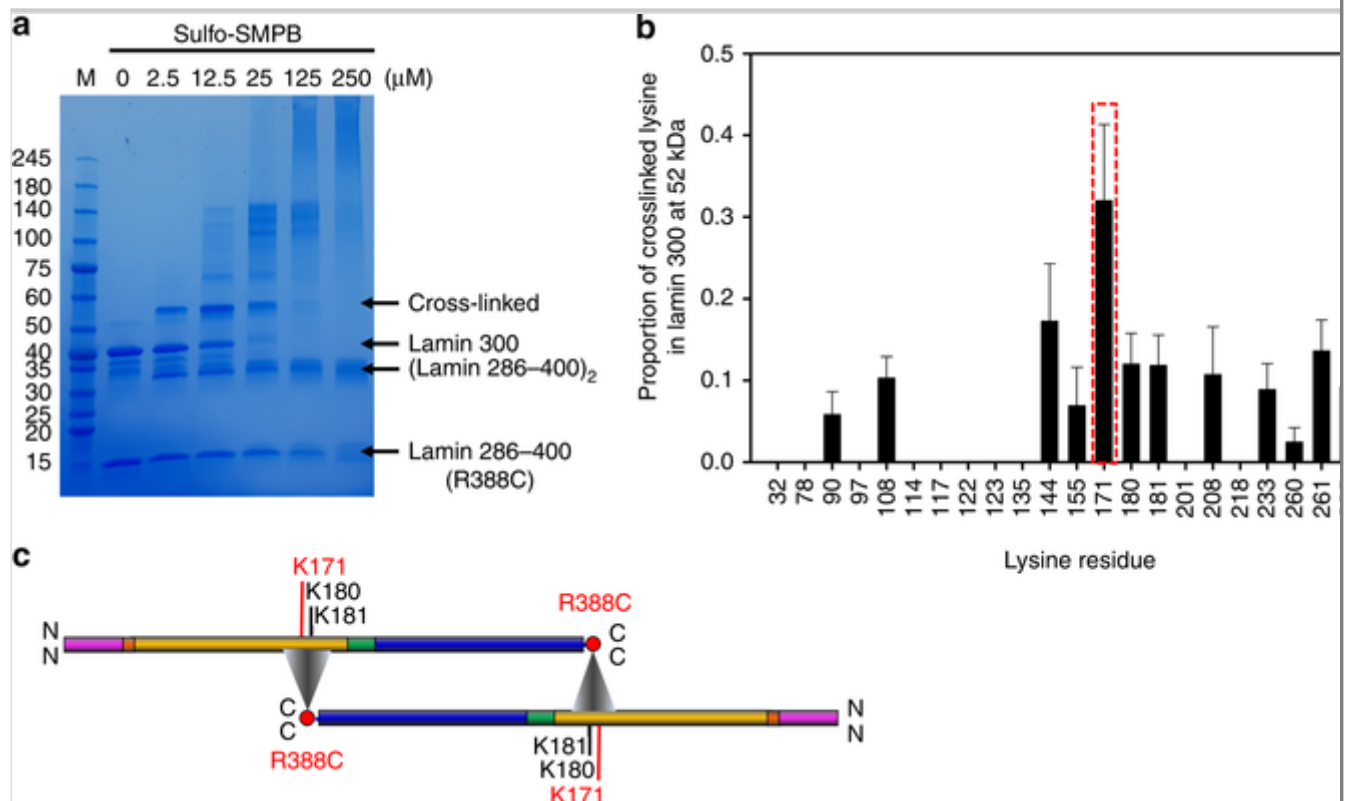 a
Sulfo-SMPB
M 0 2.5 12.5 25 125 250 (μM)
245
180
140
100
75
60
50
40
35
30
25
20
15
Cross-linked
Lamin 300
(Lamin 286–400)2
Lamin 286–400
(R388C)
b
Proportion of crosslinked lysine
in lamin 300 at 52 kDa
0.5
0.4
0.3
0.2
0.1
0.0
32 78 90 97 108 114 117 122 123 135 144 155 171 180 181 201 208 218 233 260 261
Lysine residue
c
K171
K180
K181
R388C
N
N
C
C
C
C
R388C
N
N
K181
K180
K171